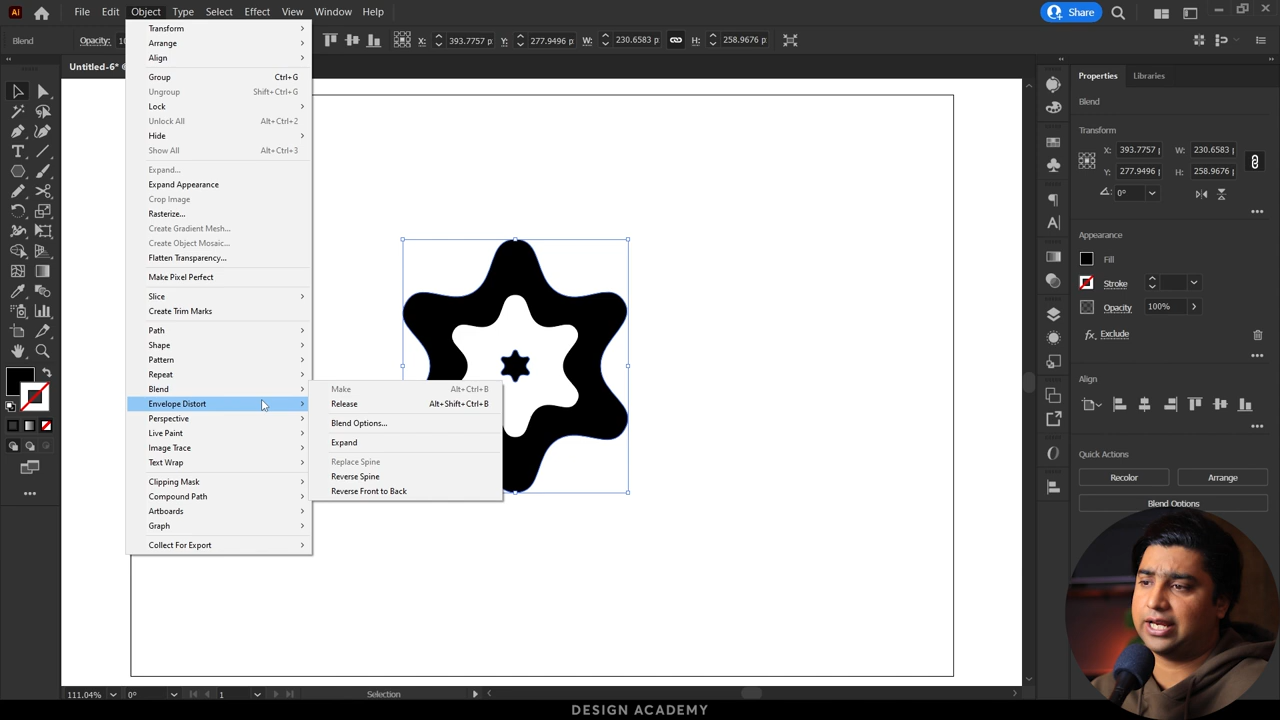 Ai File Edit Object Type Select Effect View Window Help Share
Blend Opacity: X: 393.7757 p Y: 277.9496 p W: 230.6583 p H: 258.9676 p
Untitled-6*
Transform
Arrange
Align
Group Ctrl+G
Ungroup Shift+Ctrl+G
Lock
Unlock All Alt+Ctrl+2
Hide
Show All Alt+Ctrl+3
Expand...
Expand Appearance
Crop Image
Rasterize...
Create Gradient Mesh...
Create Object Mosaic...
Flatten Transparency...
Make Pixel Perfect
Slice
Create Trim Marks
Path
Shape
Pattern
Repeat
Blend
Envelope Distort
Perspective
Live Paint
Image Trace
Text Wrap
Clipping Mask
Compound Path
Artboards
Graph
Collect For Export
Make Alt+Ctrl+B
Release Alt+Shift+Ctrl+B
Blend Options...
Expand
Replace Spine
Reverse Spine
Reverse Front to Back
Properties Libraries
Blend
Transform
X: 393.7757 W: 230.6583
Y: 277.9496 H: 258.9676
0°
Appearance
Fill
Stroke
Opacity 100%
fx Exclude
Align
Quick Actions
Recolor Arrange
Blend Options
111.04% 0° 1 Selection
DESIGN ACADEMY